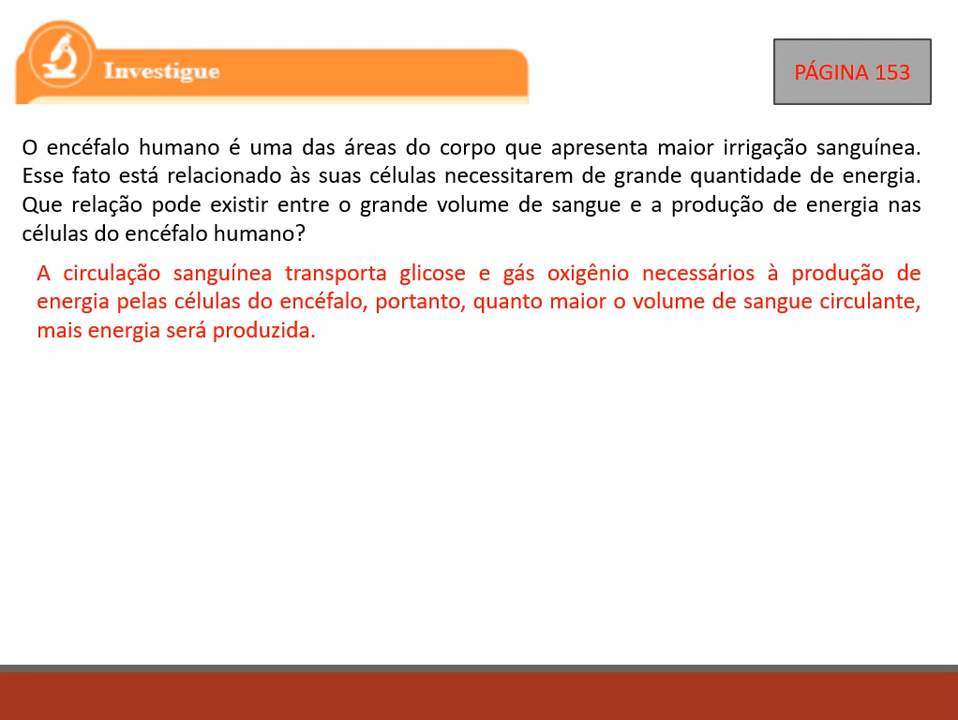 Investigue
PÁGINA 153
O encéfalo humano é uma das áreas do corpo que apresenta maior irrigação sanguínea.
Esse fato está relacionado às suas células necessitarem de grande quantidade de energia.
Que relação pode existir entre o grande volume de sangue e a produção de energia nas
células do encéfalo humano?
A circulação sanguínea transporta glicose e gás oxigênio necessários à produção de
energia pelas células do encéfalo, portanto, quanto maior o volume de sangue circulante,
mais energia será produzida.